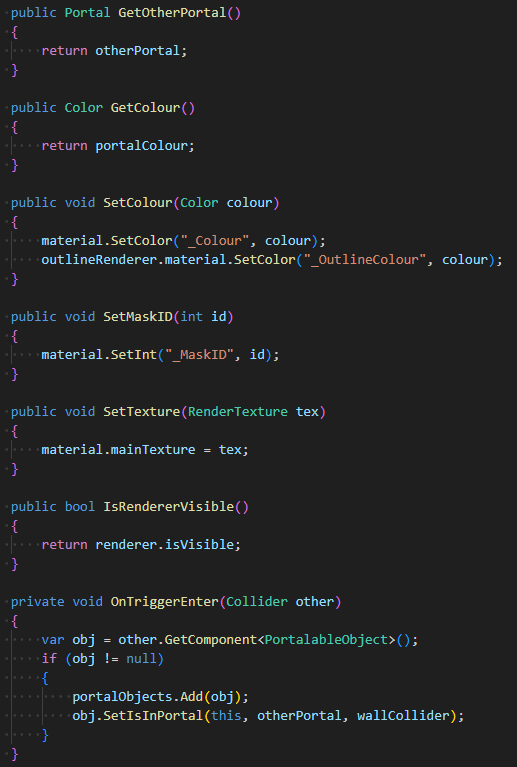 public Portal GetOtherPortal()
{
    return otherPortal;
}

public Color GetColour()
{
    return portalColour;
}

public void SetColour(Color colour)
{
    material.SetColor("_Colour", colour);
    outlineRenderer.material.SetColor("_OutlineColour", colour);
}

public void SetMaskID(int id)
{
    material.SetInt("_MaskID", id);
}

public void SetTexture(RenderTexture tex)
{
    material.mainTexture = tex;
}

public bool IsRendererVisible()
{
    return renderer.isVisible;
}

private void OnTriggerEnter(Collider other)
{
    var obj = other.GetComponent<PortalableObject>();
    if (obj != null)
    {
        portalObjects.Add(obj);
        obj.SetIsInPortal(this, otherPortal, wallCollider);
    }
}